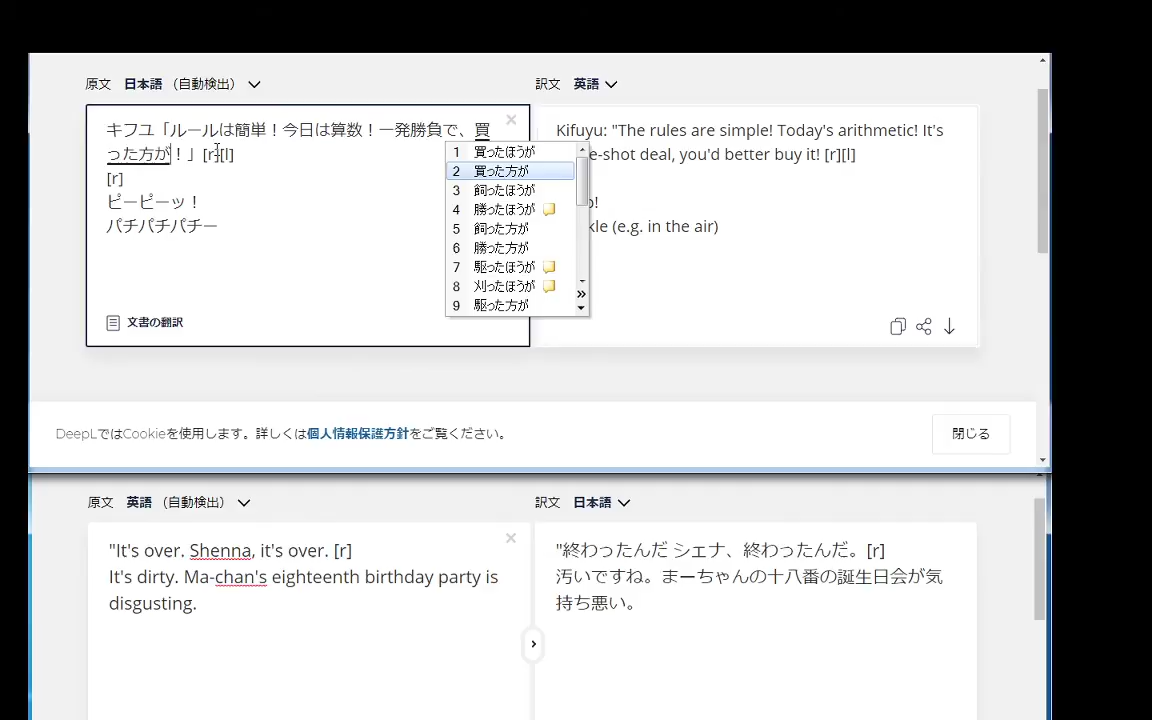 原文 日本語 （自動検出）
訳文 英語
キフユ「ルールは簡単！今日は算数！一発勝負で、買
った方が！」[r][l]
[r]
ピーピーッ！
パチパチパチー
文書の翻訳
1 買ったほうが
2 買った方が
3 飼ったほうが
4 勝ったほうが
5 飼った方が
6 勝った方が
7 駆ったほうが
8 刈ったほうが
9 駆った方が
Kifuyu: "The rules are simple! Today's arithmetic! It's
e-shot deal, you'd better buy it! [r][l]
o!
kle (e.g. in the air)
DeepLではCookieを使用します。詳しくは個人情報保護方針をご覧ください。
閉じる
原文 英語 （自動検出）
訳文 日本語
"It's over. Shenna, it's over. [r]
It's dirty. Ma-chan's eighteenth birthday party is
disgusting.
"終わったんだ シェナ、終わったんだ。[r]
汚いですね。まーちゃんの十八番の誕生日会が気
持ち悪い。